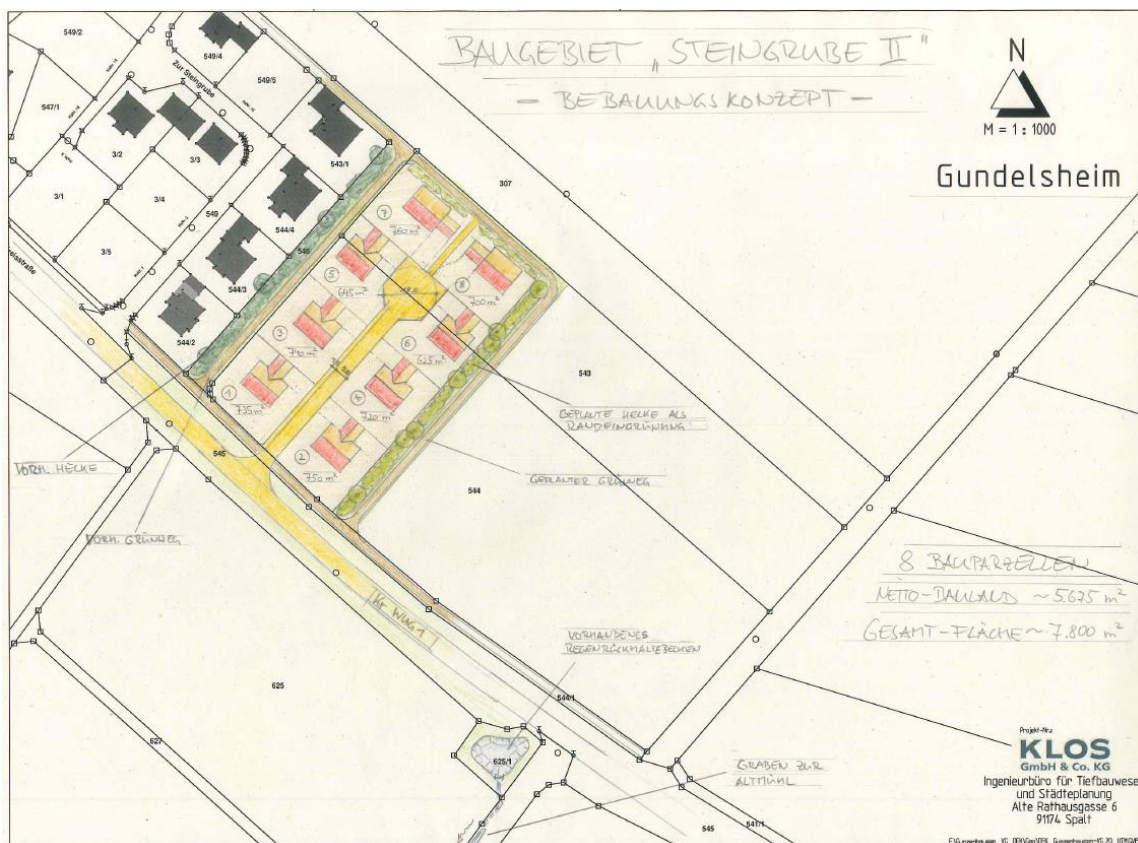 BAUGEBIET „STEINGRUBE II"
- BEBAUUNGSKONZEPT -
N
M = 1 : 1000
Gundelsheim
549/2
549/4
549/5
547/1
Zur Steingrube
3/2
3/3
543/1
307
3/1
3/4
549
544/4
546
3/5
544/3
544/2
7
760 m²
5
645 m²
8
700 m²
3
6
625 m²
543
1
735 m²
4
720 m²
GEPLANTE HECKE ALS
RANDEINGRÜNUNG
2
750 m²
VORH. HECKE
545
544
GEPLANTER GRÜNWEG
VORH. GRÜNWEG
8 BAUPARZELLEN
NETTO-BAULAND ~ 5.675 m²
GESAMT-FLÄCHE ~ 7.800 m²
Kr WUG 1
VORHANDENES
REGENRÜCKHALTEBECKEN
625
544/1
627
625/1
GRABEN ZUR
ALTMÜHL
545
541/1
KLOS
GmbH & Co. KG
Ingenieurbüro für Tiefbauwese
und Städteplanung
Alte Rathausgasse 6
91174 Spalt